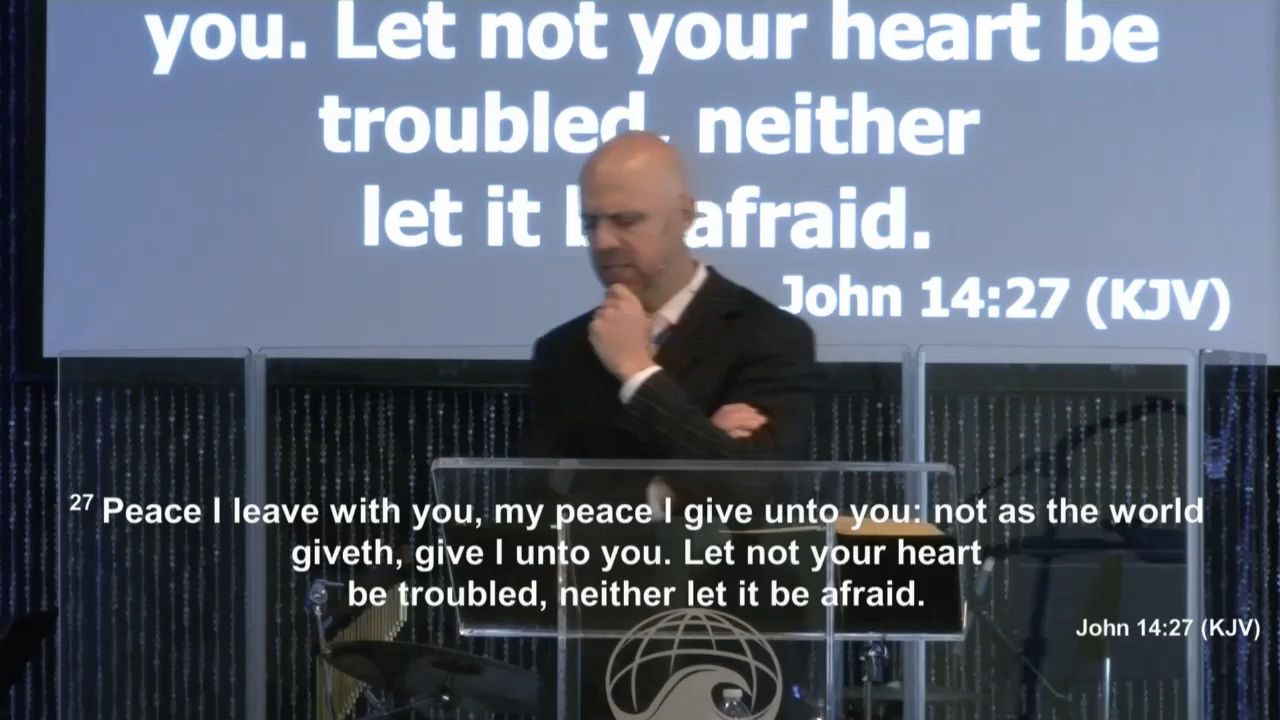 you. Let not your heart be
troubled, neither
let it afraid.
John 14:27 (KJV)
27 Peace I leave with you, my peace I give unto you: not as the world
giveth, give I unto you. Let not your heart
be troubled, neither let it be afraid.
John 14:27 (KJV)